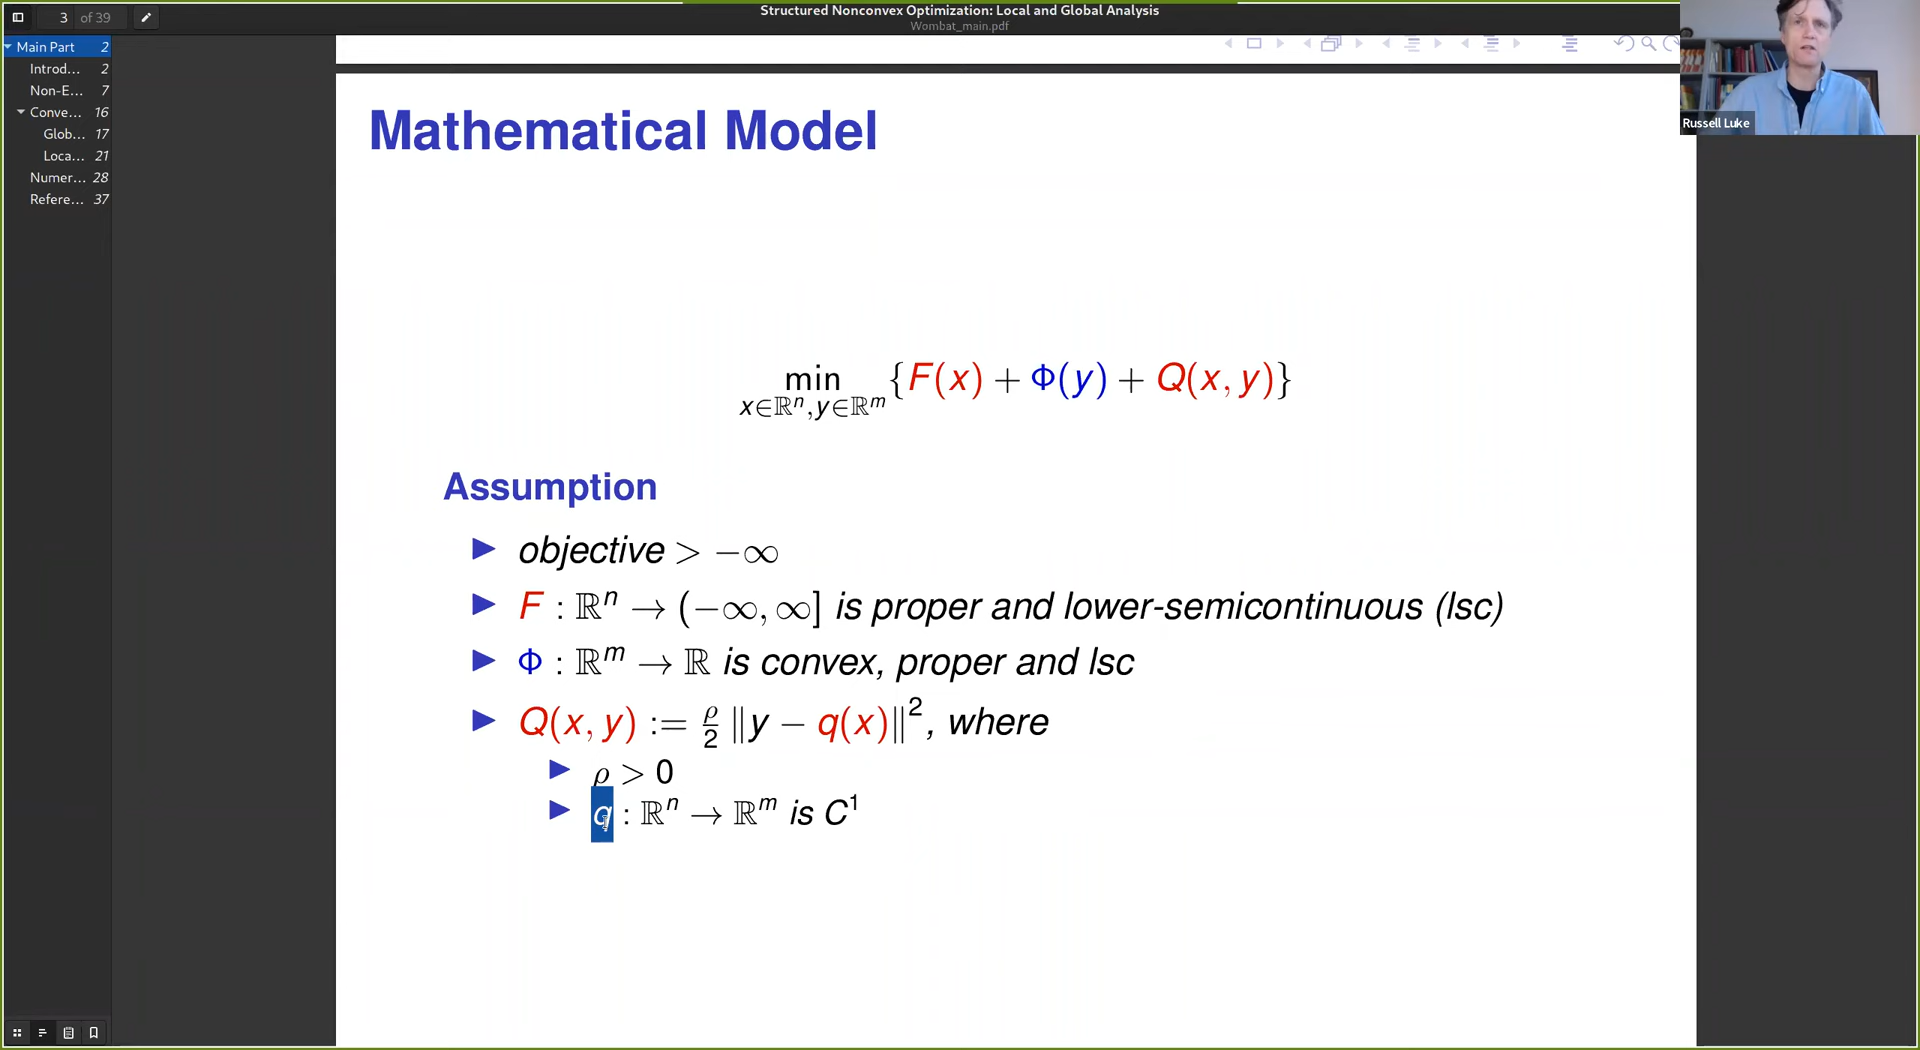 3 of 39
Structured Nonconvex Optimization: Local and Global Analysis
Wombat_main.pdf
Main Part 2
Introd... 2
Non-E... 7
Conve... 16
Glob... 17
Loca... 21
Numer... 28
Refere... 37
Russell Luke
Mathematical Model
min {F(x) + Φ(y) + Q(x, y)}
x∈ℝⁿ,y∈ℝᵐ
Assumption
objective > −∞
F : ℝⁿ → (−∞, ∞] is proper and lower-semicontinuous (lsc)
Φ : ℝᵐ → ℝ is convex, proper and lsc
Q(x, y) := ρ/2 ‖y − q(x)‖², where
ρ > 0
q : ℝⁿ → ℝᵐ is C¹